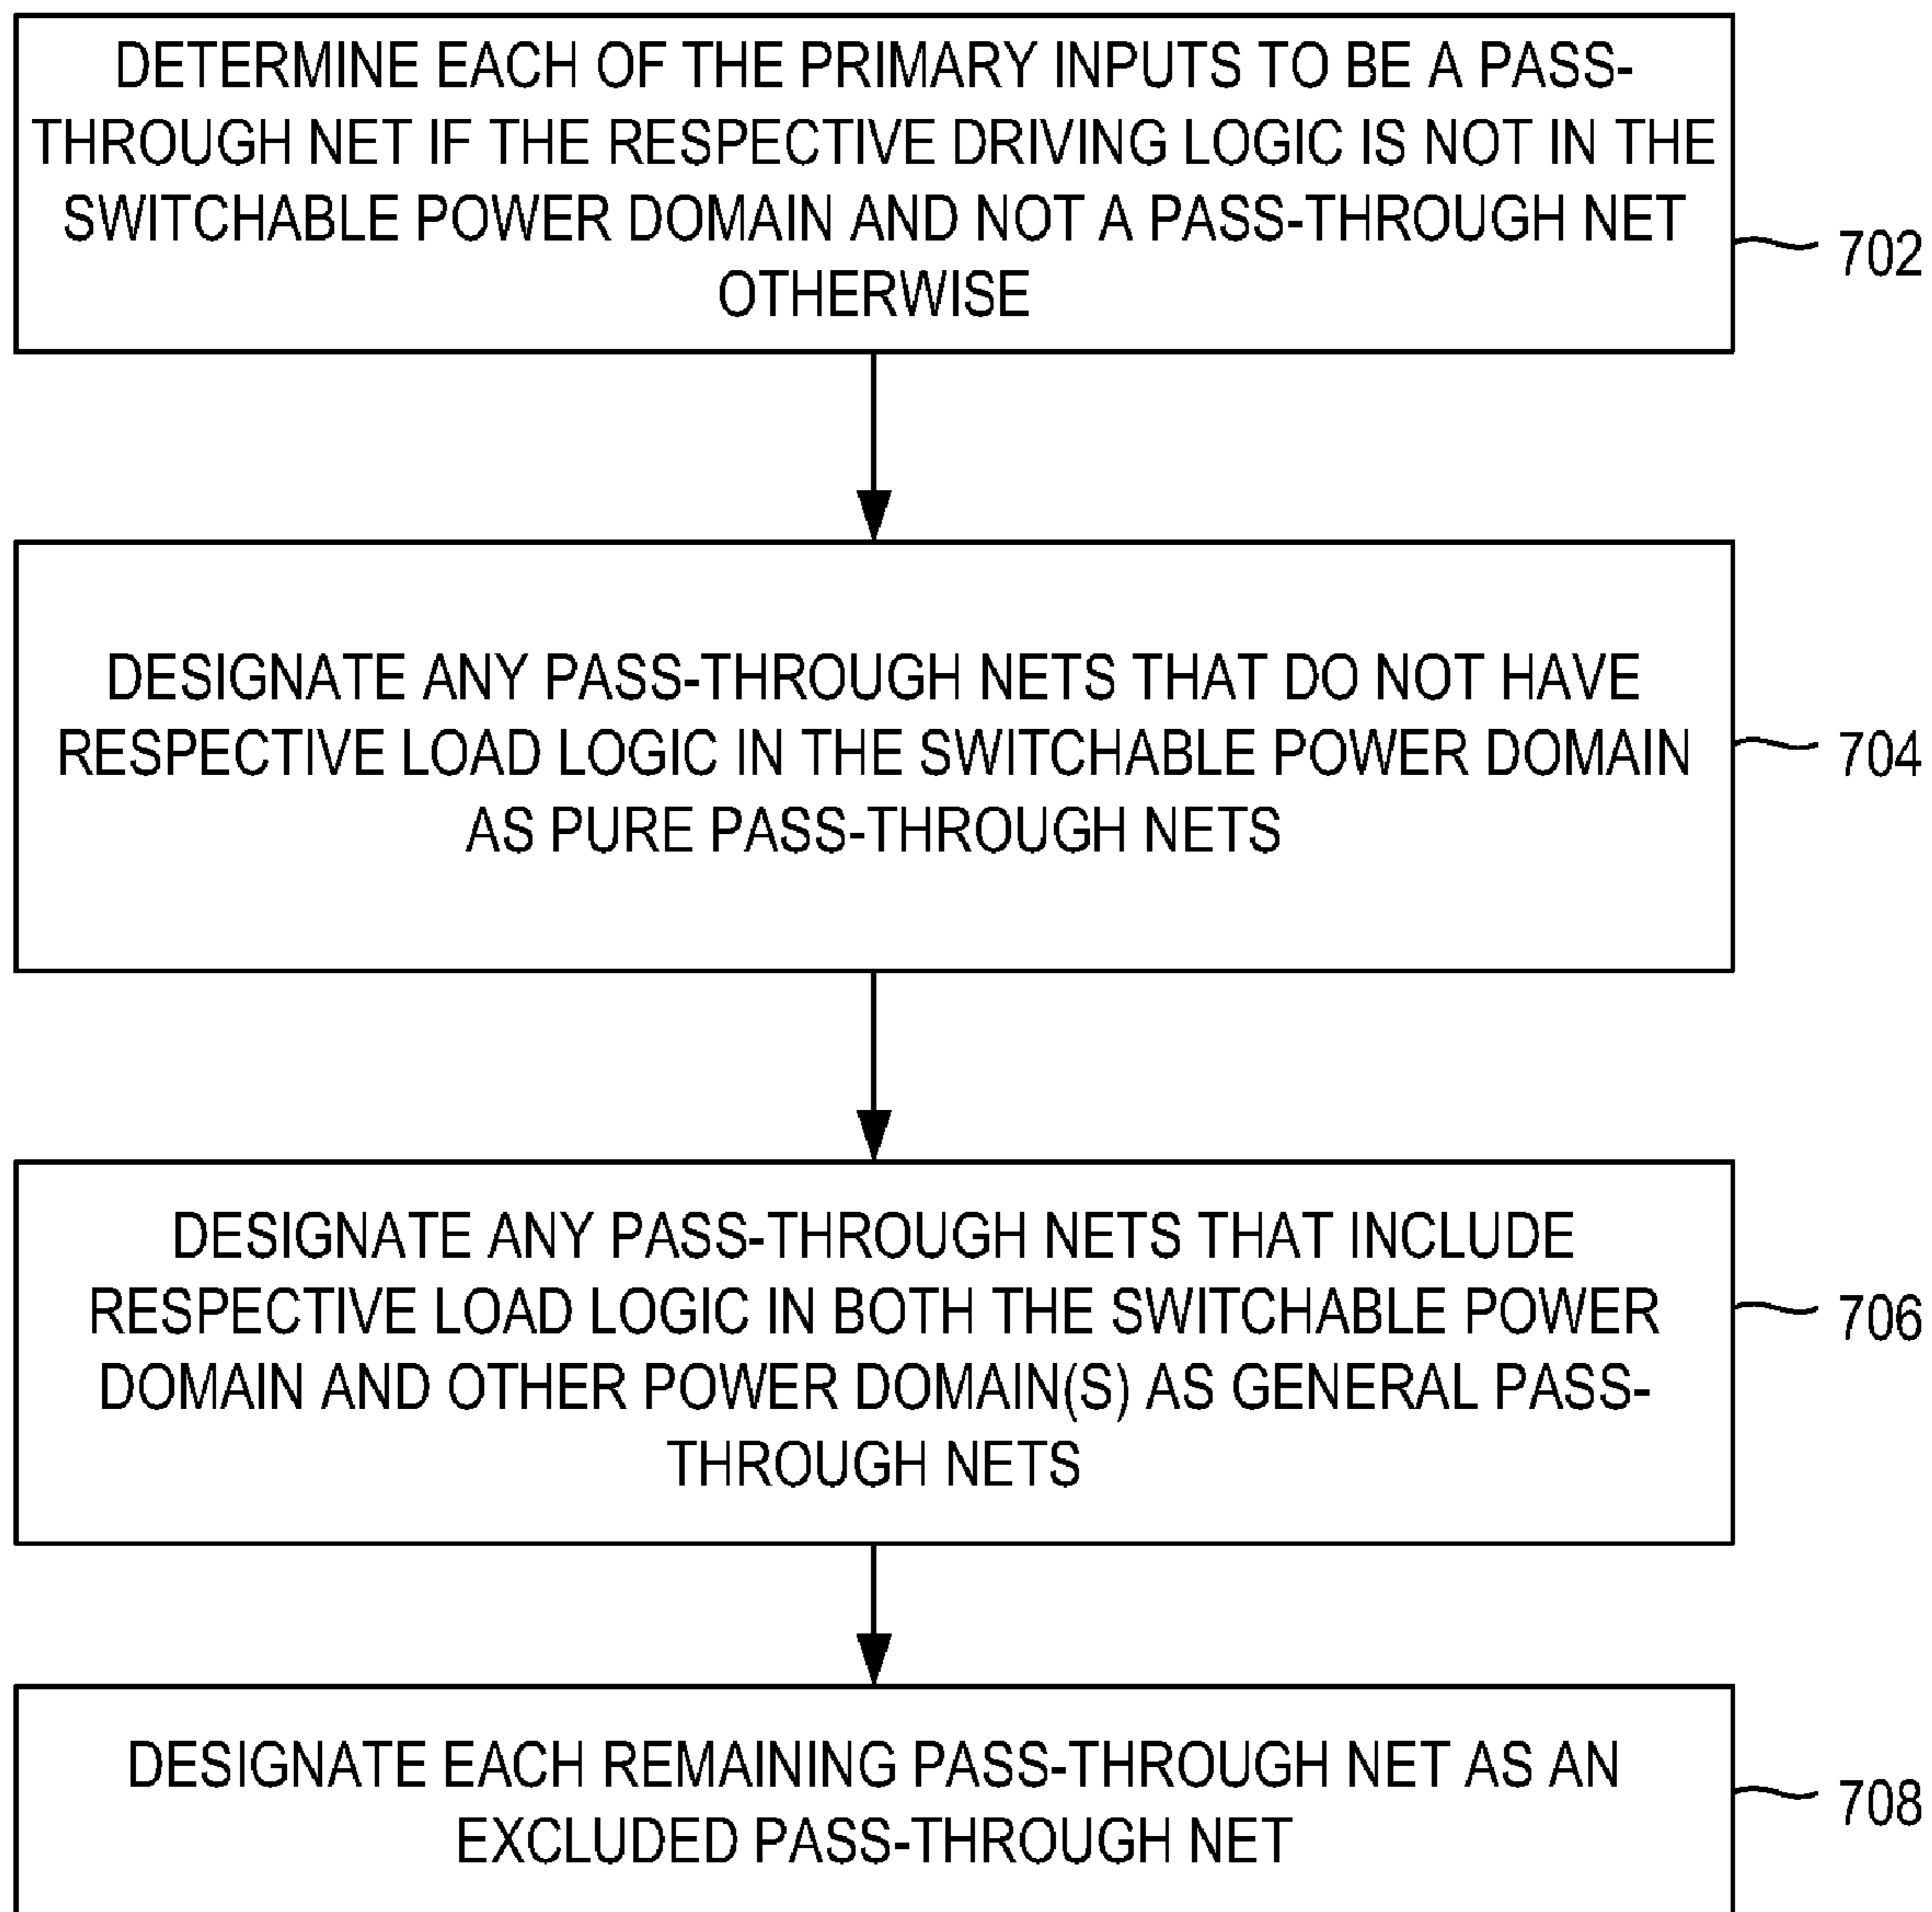 DETERMINE EACH OF THE PRIMARY INPUTS TO BE A PASS-
THROUGH NET IF THE RESPECTIVE DRIVING LOGIC IS NOT IN THE
SWITCHABLE POWER DOMAIN AND NOT A PASS-THROUGH NET
OTHERWISE
702
DESIGNATE ANY PASS-THROUGH NETS THAT DO NOT HAVE
RESPECTIVE LOAD LOGIC IN THE SWITCHABLE POWER DOMAIN
AS PURE PASS-THROUGH NETS
704
DESIGNATE ANY PASS-THROUGH NETS THAT INCLUDE
RESPECTIVE LOAD LOGIC IN BOTH THE SWITCHABLE POWER
DOMAIN AND OTHER POWER DOMAIN(S) AS GENERAL PASS-
THROUGH NETS
706
DESIGNATE EACH REMAINING PASS-THROUGH NET AS AN
EXCLUDED PASS-THROUGH NET
708